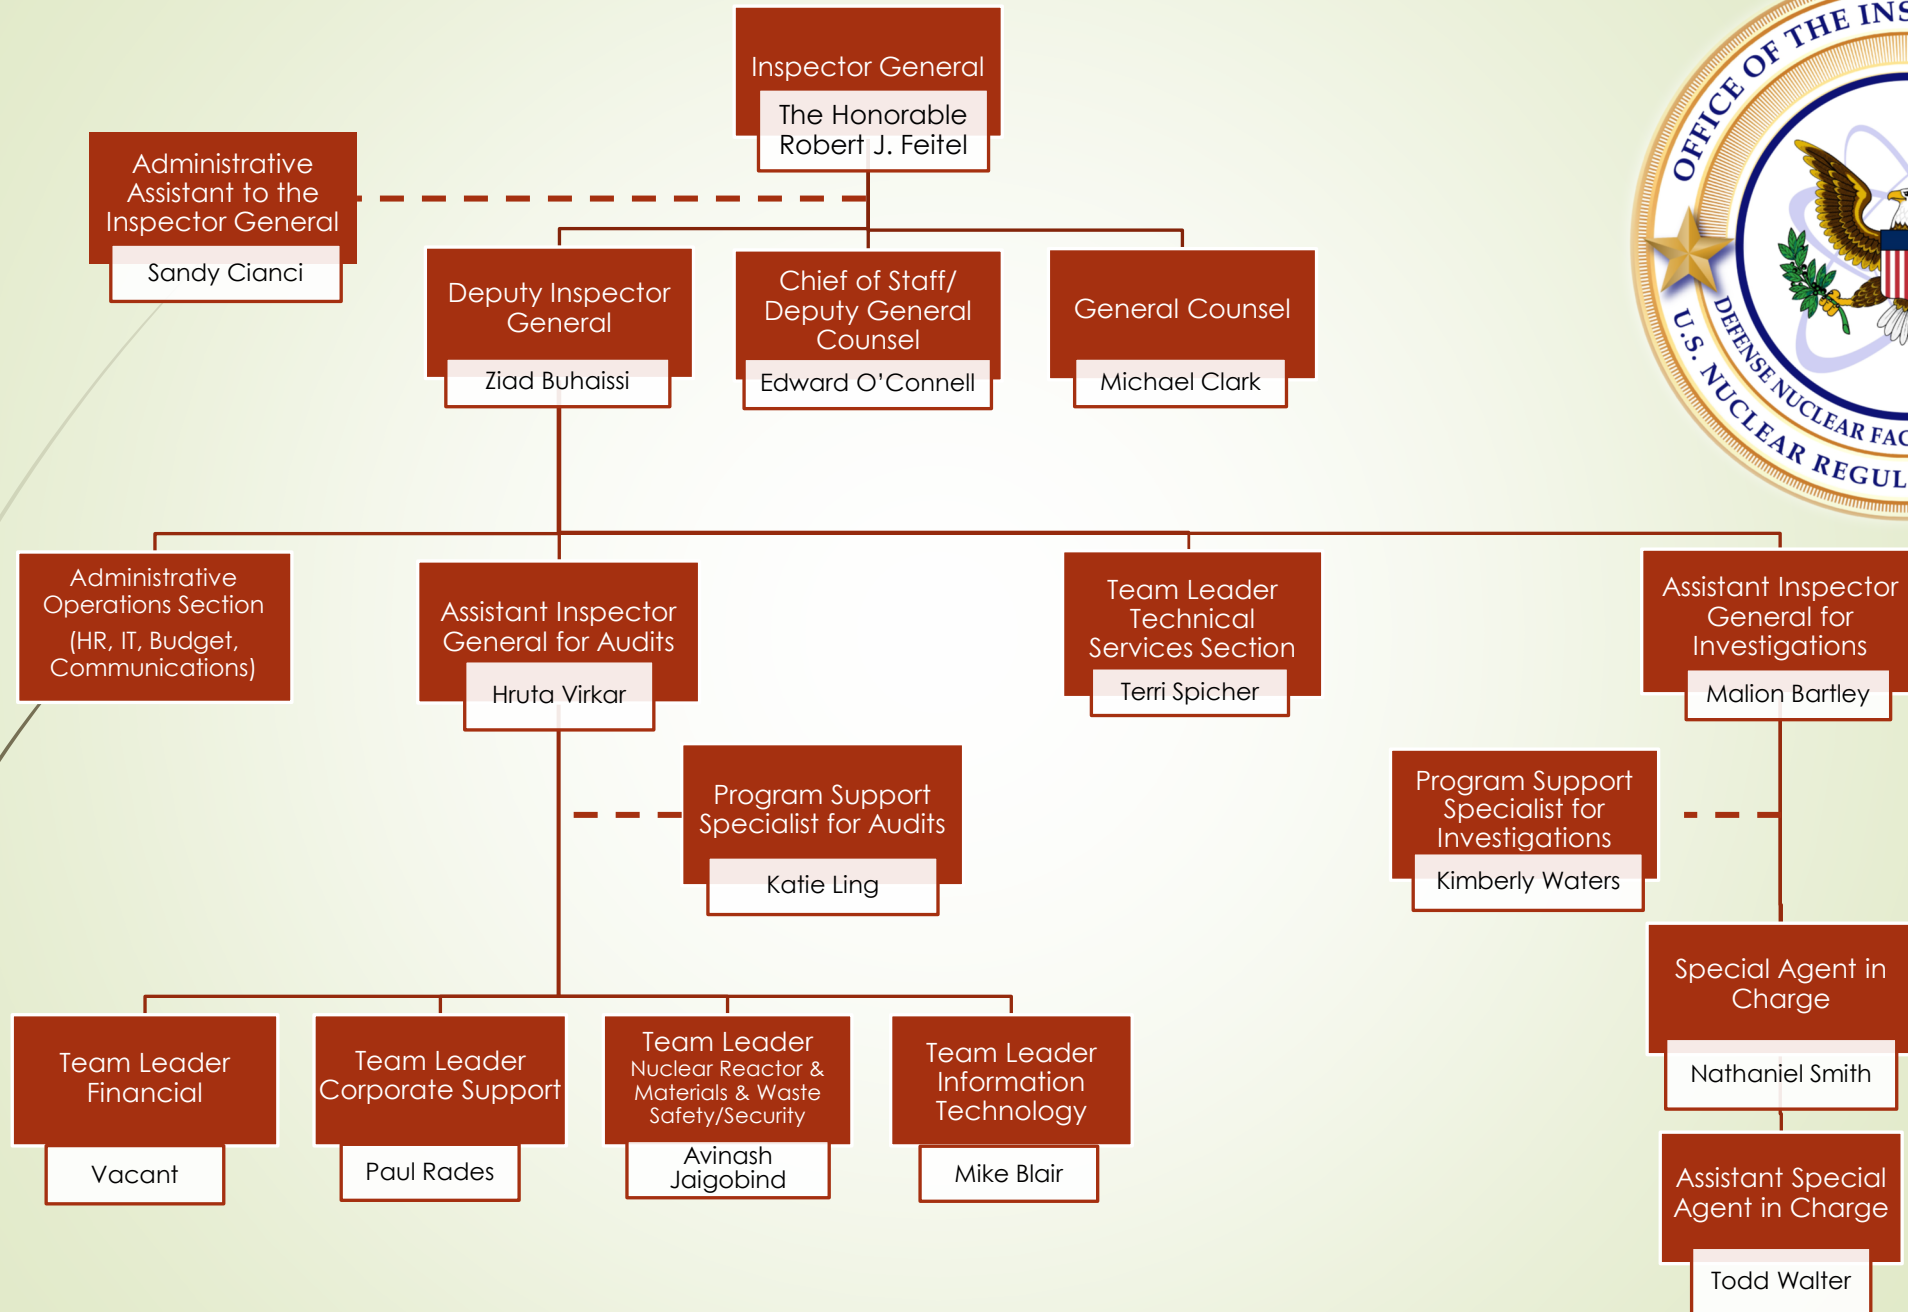 Inspector General
The Honorable
Robert J. Feitel
OFFICE OF THE
DEFENSE NUCLEAR
U.S. NUCLEAR
Administrative
Assistant to the
Inspector General
Sandy Cianci
Deputy Inspector
General
Ziad Buhaissi
Chief of Staff/
Deputy General
Counsel
Edward O’Connell
General Counsel
Michael Clark
Administrative
Operations Section
(HR, IT, Budget,
Communications)
Assistant Inspector
General for Audits
Hruta Virkar
Team Leader
Technical
Services Section
Terri Spicher
Assistant Inspector
General for
Investigations
Malion Bartley
Program Support
Specialist for Audits
Katie Ling
Program Support
Specialist for
Investigations
Kimberly Waters
Special Agent in
Charge
Nathaniel Smith
Team Leader
Financial
Vacant
Team Leader
Corporate Support
Paul Rades
Team Leader
Nuclear Reactor &
Materials & Waste
Safety/Security
Avinash
Jaigobind
Team Leader
Information
Technology
Mike Blair
Assistant Special
Agent in Charge
Todd Walter